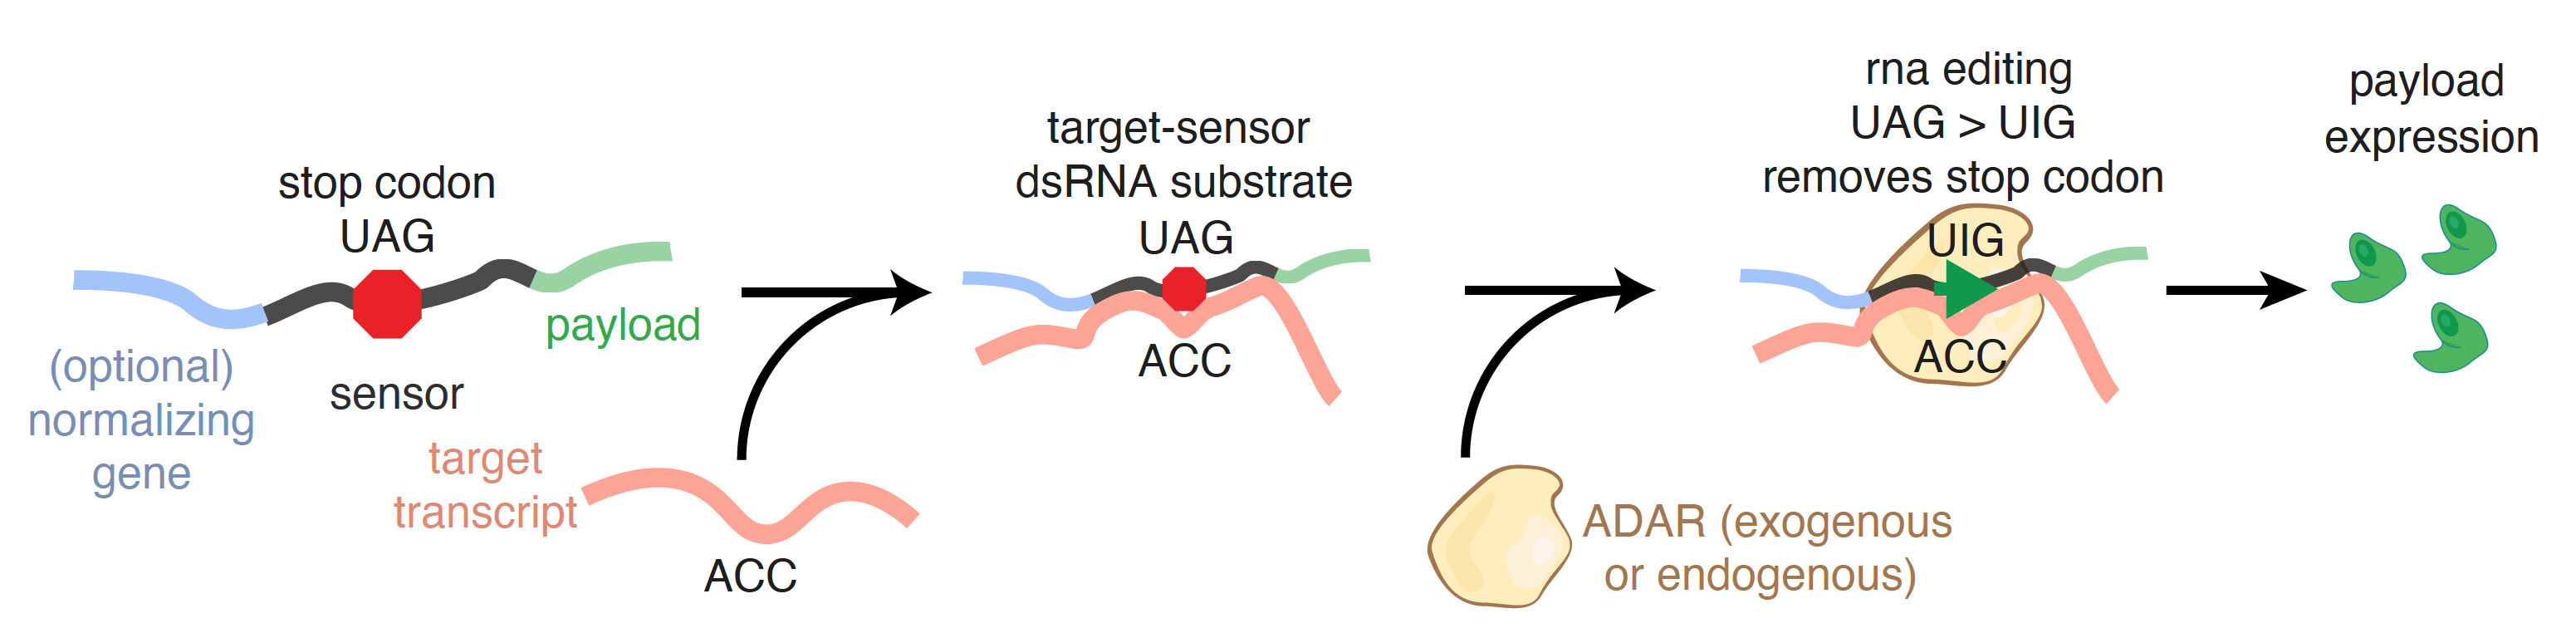 stop codon
UAG
(optional)
normalizing
gene
sensor
payload
target
transcript
ACC
target-sensor
dsRNA substrate
UAG
ACC
ADAR (exogenous
or endogenous)
rna editing
UAG > UIG
removes stop codon
UIG
ACC
payload
expression